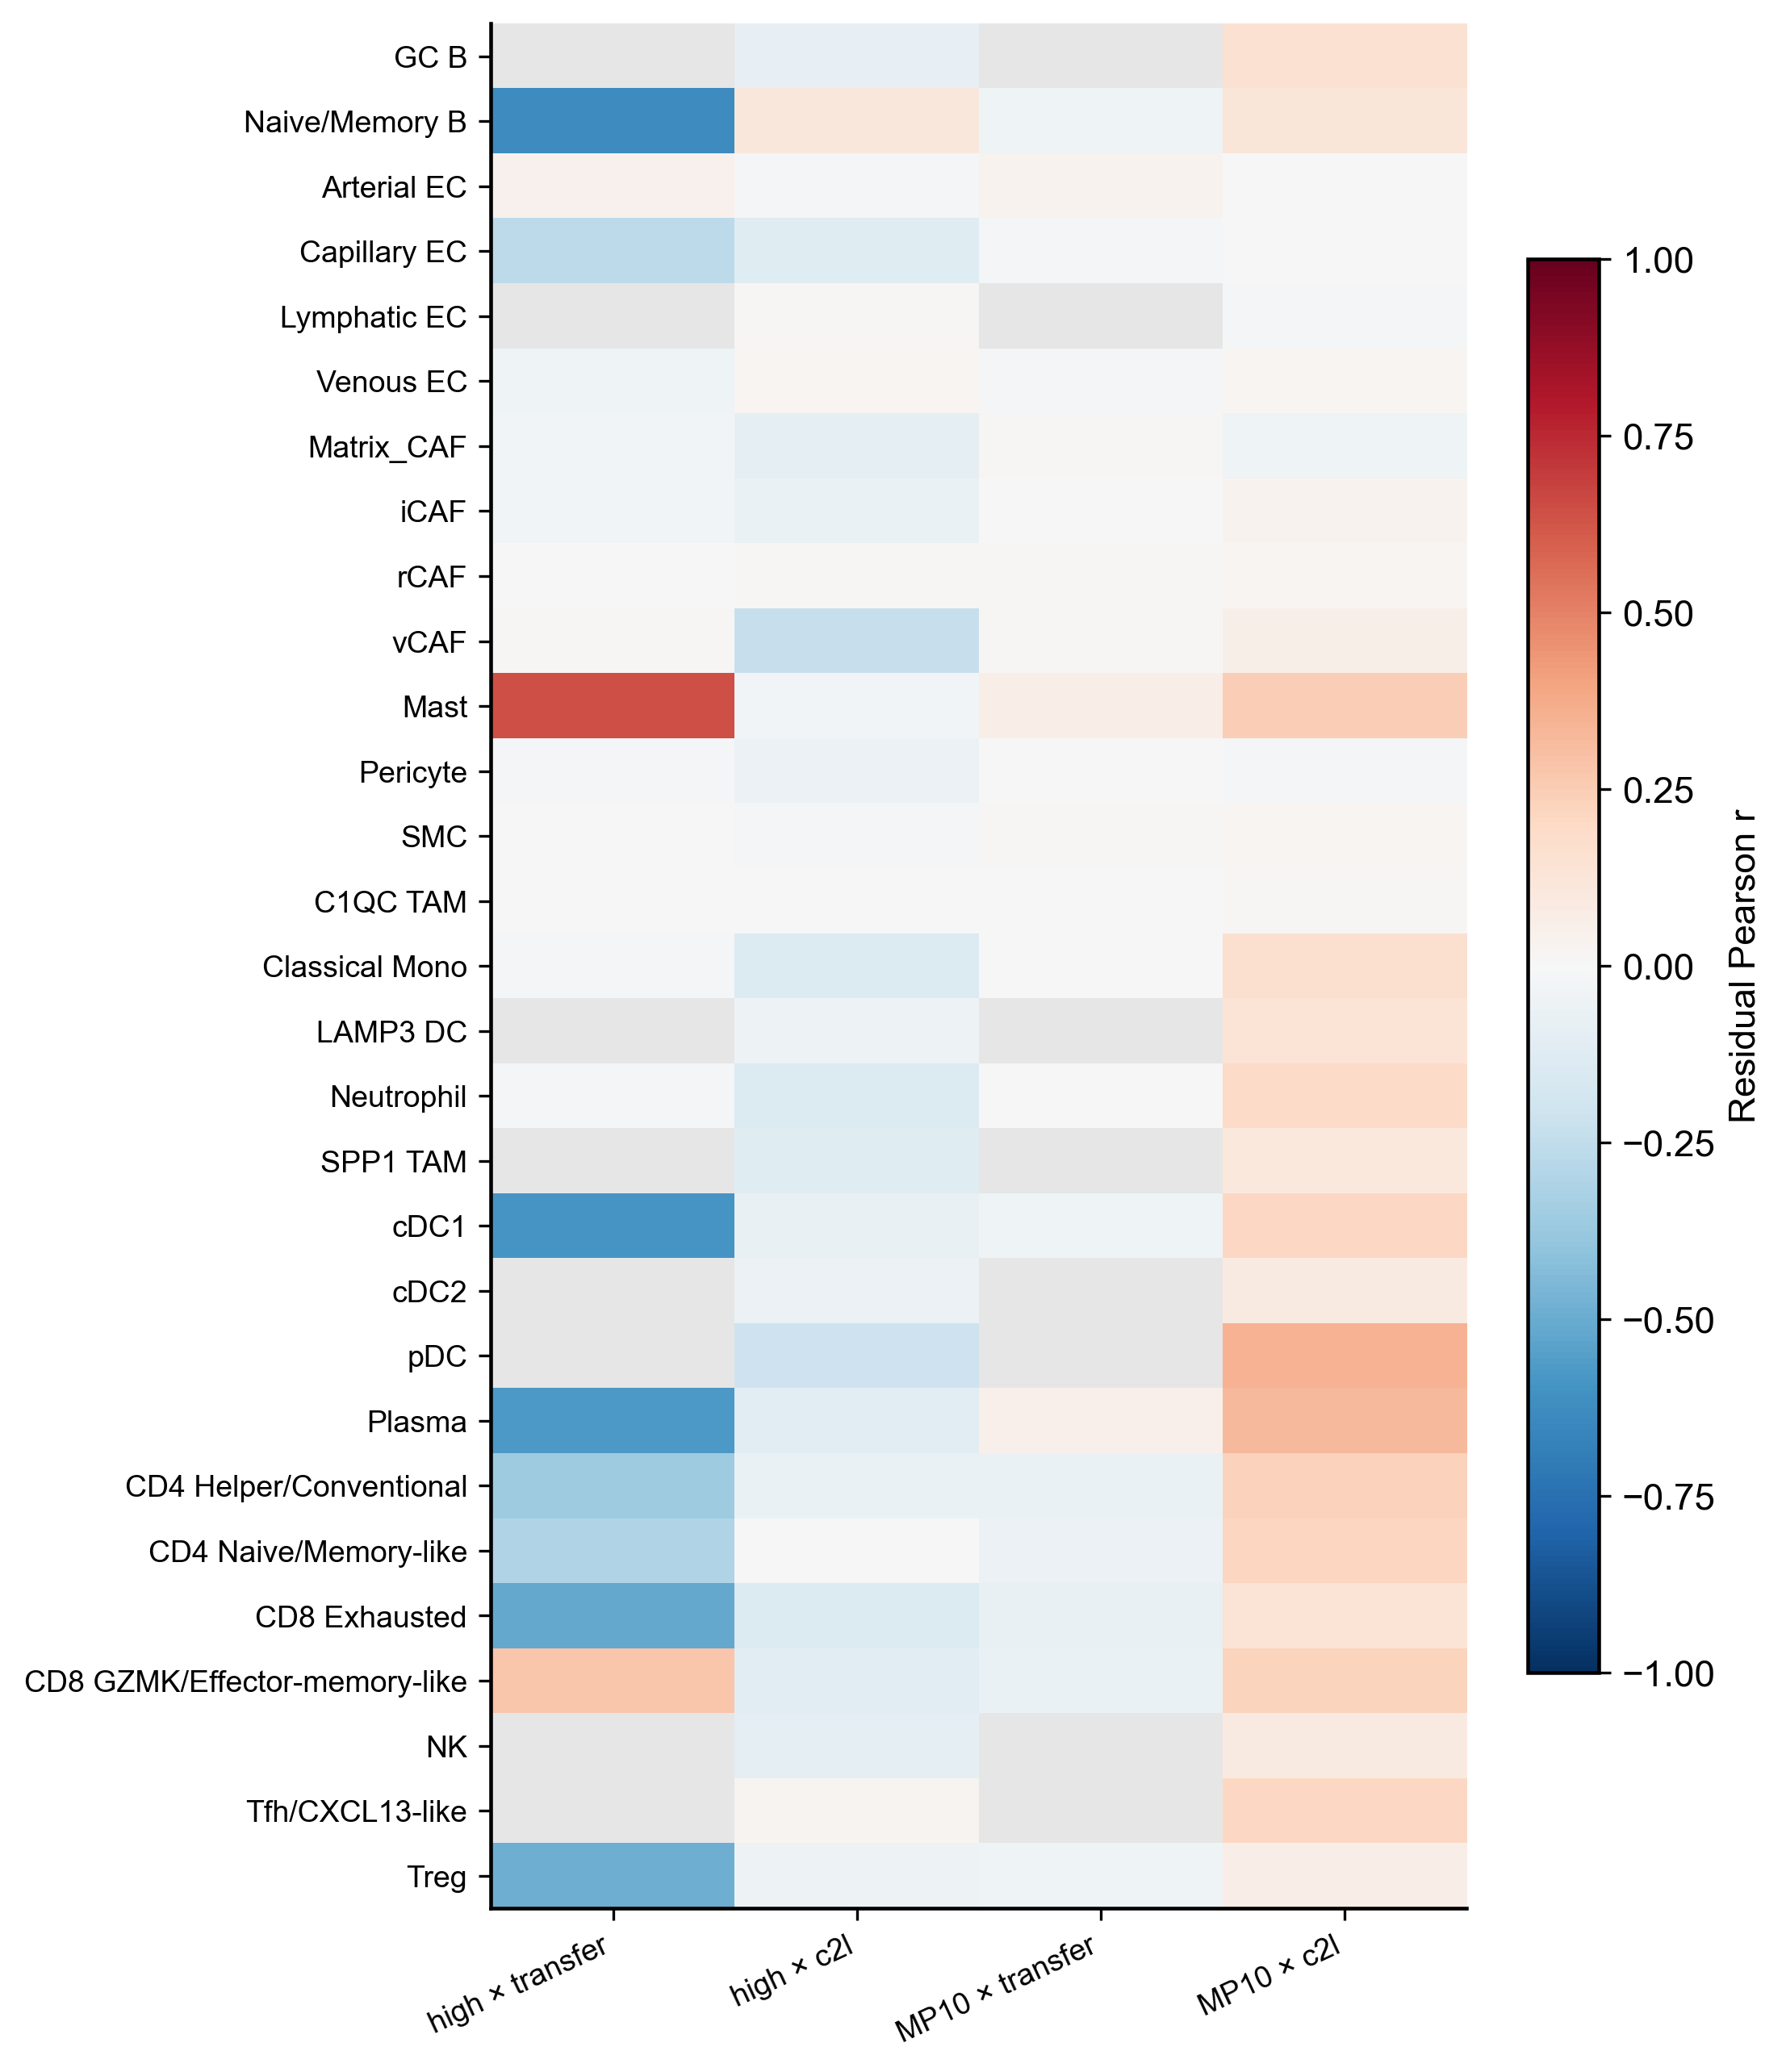 GC B
Naive/Memory B
Arterial EC
Capillary EC
Lymphatic EC
Venous EC
Matrix_CAF
iCAF
rCAF
vCAF
Mast
Pericyte
SMC
C1QC TAM
Classical Mono
LAMP3 DC
Neutrophil
SPP1 TAM
cDC1
cDC2
pDC
Plasma
CD4 Helper/Conventional
CD4 Naive/Memory-like
CD8 Exhausted
CD8 GZMK/Effector-memory-like
NK
Tfh/CXCL13-like
Treg
high × transfer
high × c2l
MP10 × transfer
MP10 × c2l
1.00
0.75
0.50
0.25
0.00
−0.25
−0.50
−0.75
−1.00
Residual Pearson r